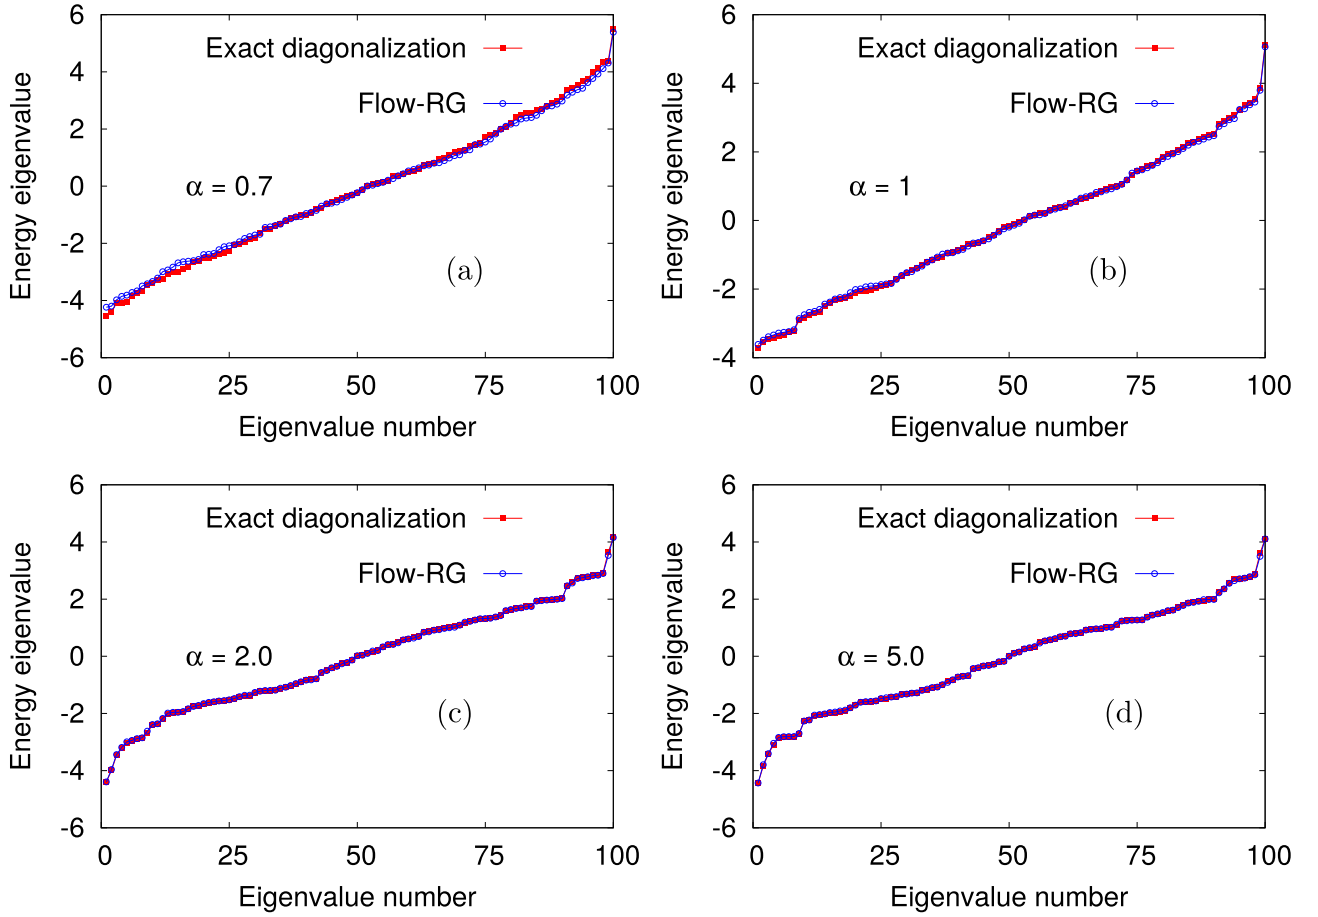 6
4
2
0
-2
-4
-6
Energy eigenvalue
Exact diagonalization
Flow-RG
α = 0.7
(a)
0 25 50 75 100
Eigenvalue number
6
4
2
0
-2
-4
Energy eigenvalue
Exact diagonalization
Flow-RG
α = 1
(b)
0 25 50 75 100
Eigenvalue number
6
4
2
0
-2
-4
-6
Energy eigenvalue
Exact diagonalization
Flow-RG
α = 2.0
(c)
0 25 50 75 100
Eigenvalue number
6
4
2
0
-2
-4
-6
Energy eigenvalue
Exact diagonalization
Flow-RG
α = 5.0
(d)
0 25 50 75 100
Eigenvalue number